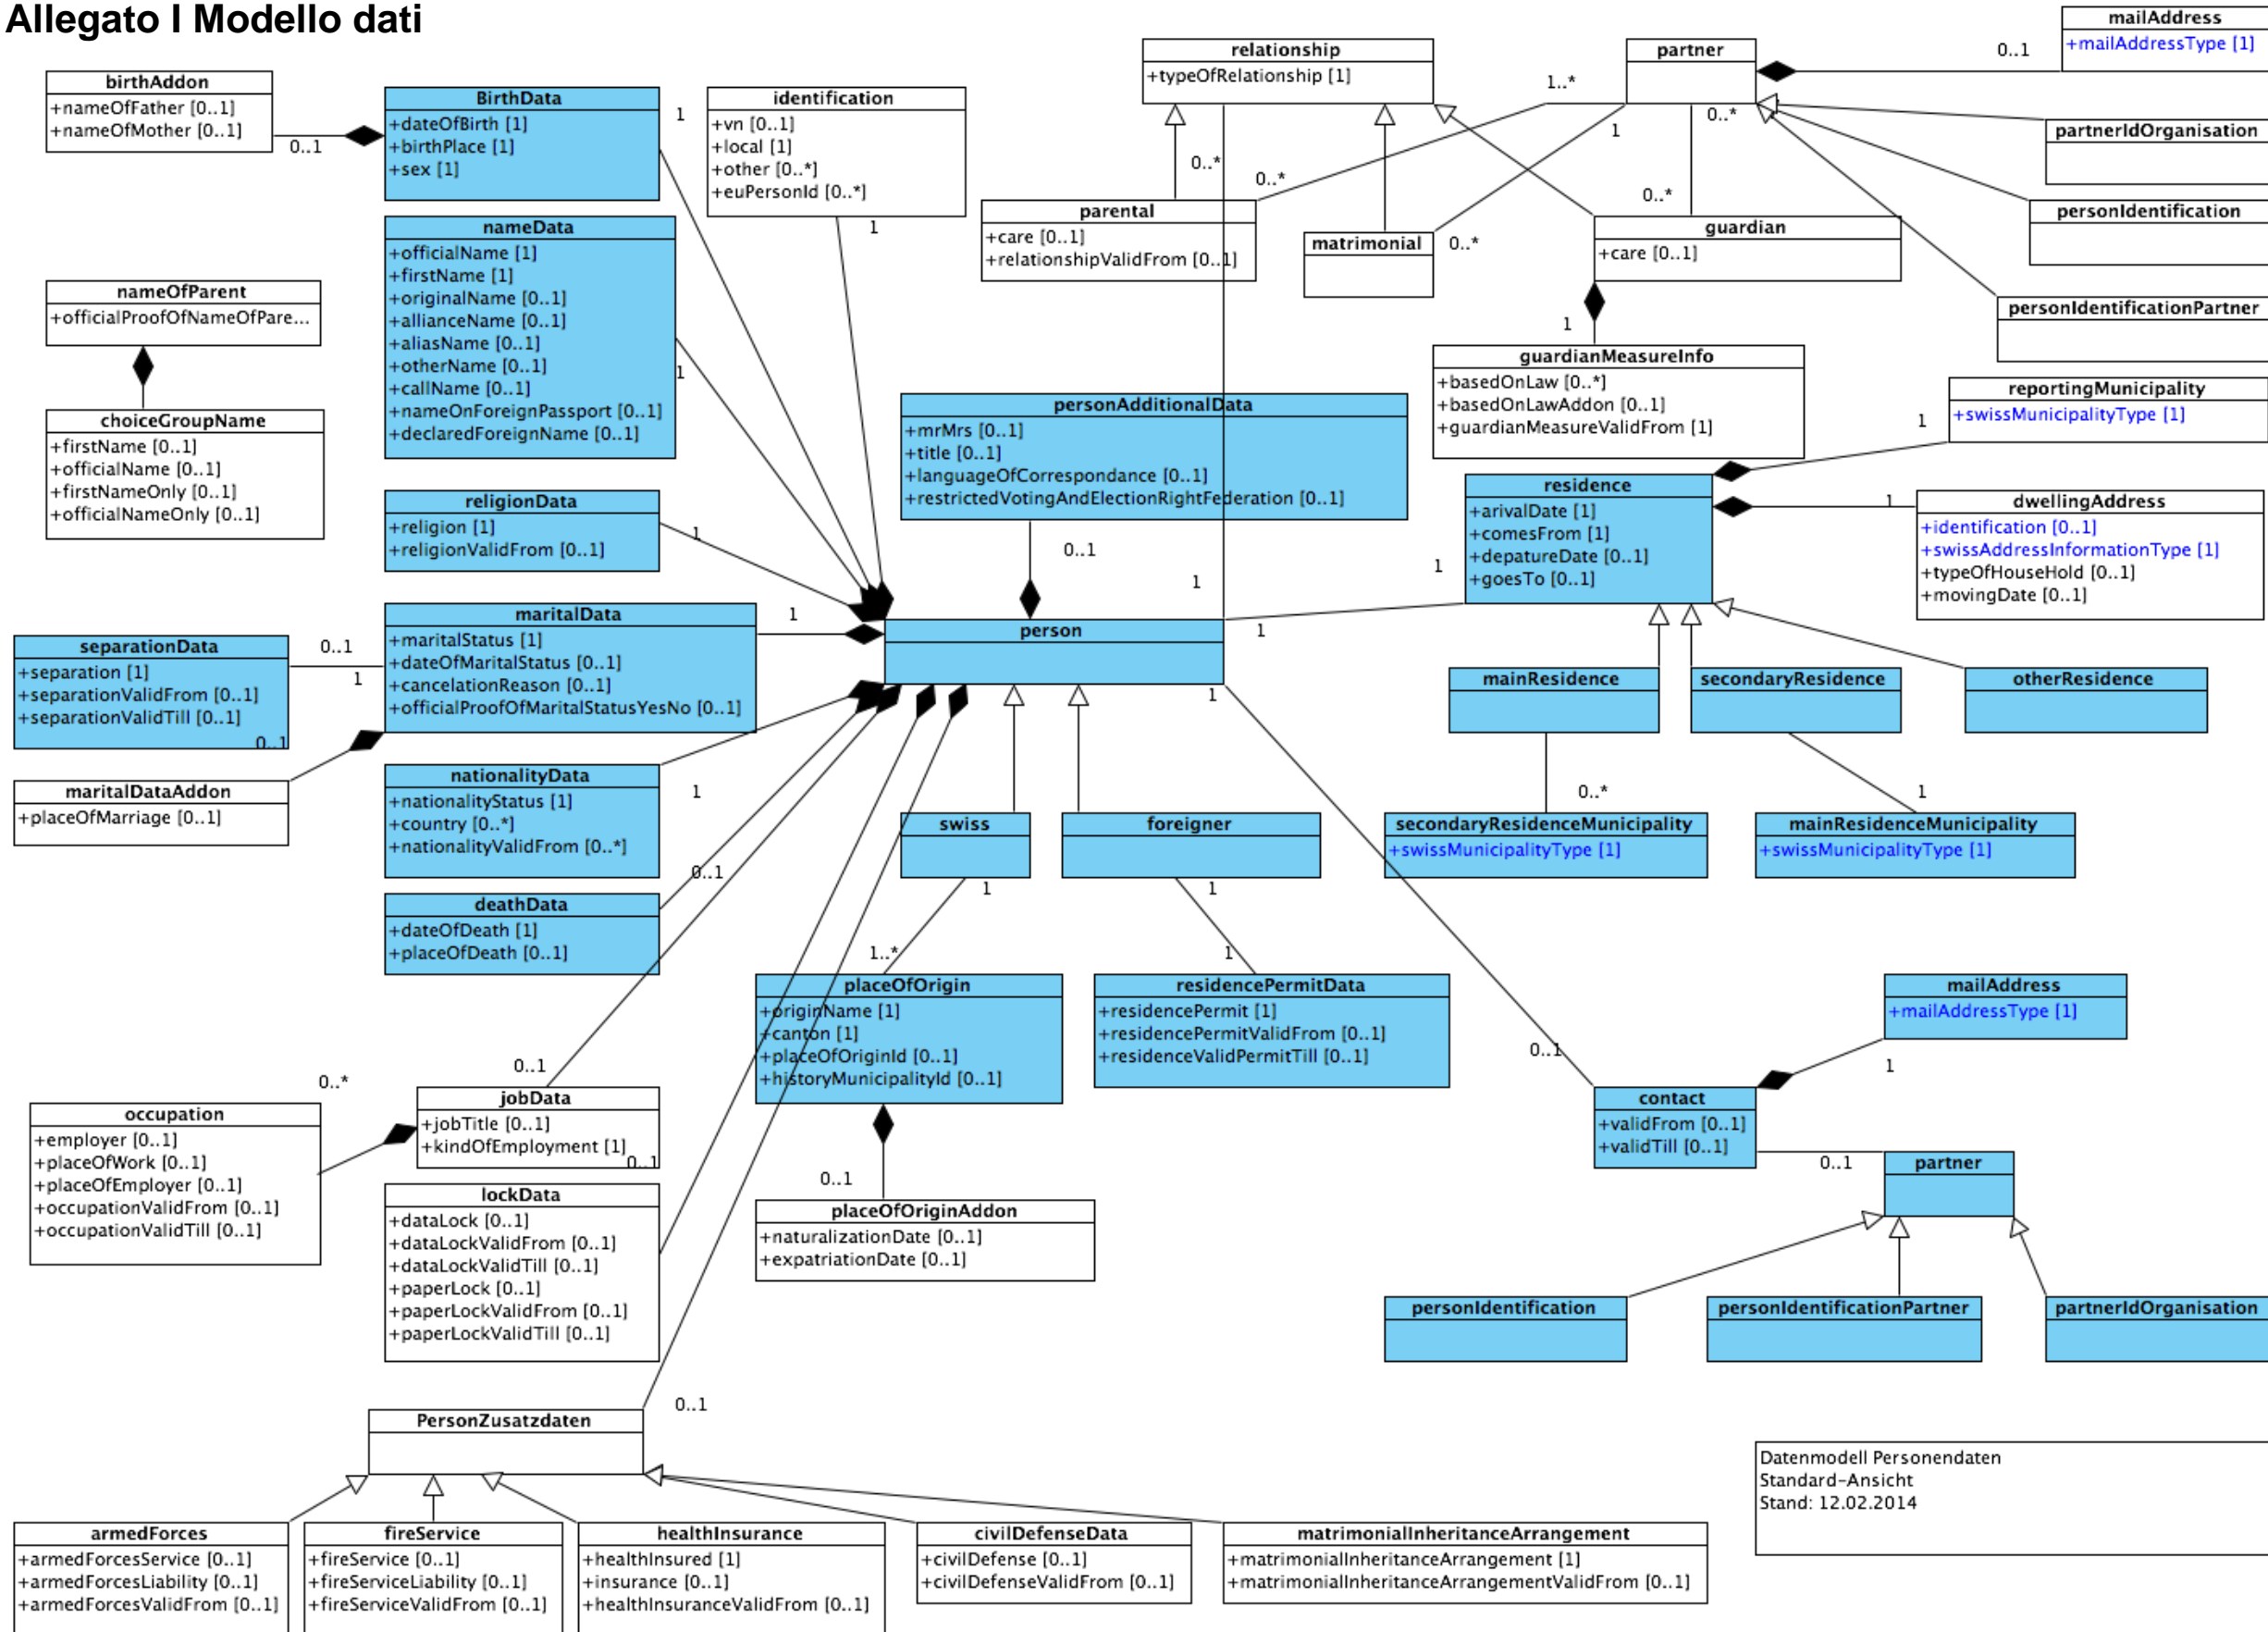 Allegato I Modello dati
mailAddress
+mailAddressType [1]
0..1
relationship
+typeOfRelationship [1]
partner
1..*
1
0..*
birthAddon
+nameOfFather [0..1]
+nameOfMother [0..1]
0..1
BirthData
+dateOfBirth [1]
+birthPlace [1]
+sex [1]
1
identification
+vn [0..1]
+local [1]
+other [0..*]
+euPersonId [0..*]
1
partnerIdOrganisation
personIdentification
personIdentificationPartner
0..*
0..*
parental
+care [0..1]
+relationshipValidFrom [0..1]
matrimonial
0..*
0..*
guardian
+care [0..1]
1
guardianMeasureInfo
+basedOnLaw [0..*]
+basedOnLawAddon [0..1]
+guardianMeasureValidFrom [1]
nameData
+officialName [1]
+firstName [1]
+originalName [0..1]
+allianceName [0..1]
+aliasName [0..1]
+otherName [0..1]
+callName [0..1]
+nameOnForeignPassport [0..1]
+declaredForeignName [0..1]
1
nameOfParent
+officialProofOfNameOfPare...
choiceGroupName
+firstName [0..1]
+officialName [0..1]
+firstNameOnly [0..1]
+officialNameOnly [0..1]
personAdditionalData
+mrMrs [0..1]
+title [0..1]
+languageOfCorrespondance [0..1]
+restrictedVotingAndElectionRightFederation [0..1]
0..1
reportingMunicipality
+swissMunicipalityType [1]
1
residence
+arivalDate [1]
+comesFrom [1]
+depatureDate [0..1]
+goesTo [0..1]
1
dwellingAddress
+identification [0..1]
+swissAddressInformationType [1]
+typeOfHouseHold [0..1]
+movingDate [0..1]
religionData
+religion [1]
+religionValidFrom [0..1]
1
1
1
1
person
1
maritalData
+maritalStatus [1]
+dateOfMaritalStatus [0..1]
+cancelationReason [0..1]
+officialProofOfMaritalStatusYesNo [0..1]
1
separationData
+separation [1]
+separationValidFrom [0..1]
+separationValidTill [0..1]
0..1
1
0..1
maritalDataAddon
+placeOfMarriage [0..1]
mainResidence
secondaryResidence
otherResidence
0..*
1
secondaryResidenceMunicipality
+swissMunicipalityType [1]
mainResidenceMunicipality
+swissMunicipalityType [1]
nationalityData
+nationalityStatus [1]
+country [0..*]
+nationalityValidFrom [0..*]
1
swiss
1
foreigner
1
deathData
+dateOfDeath [1]
+placeOfDeath [0..1]
0..1
1..*
placeOfOrigin
+originName [1]
+canton [1]
+placeOfOriginId [0..1]
+historyMunicipalityId [0..1]
1
residencePermitData
+residencePermit [1]
+residencePermitValidFrom [0..1]
+residenceValidPermitTill [0..1]
mailAddress
+mailAddressType [1]
1
0..1
contact
+validFrom [0..1]
+validTill [0..1]
0..1
partner
0..1
jobData
+jobTitle [0..1]
+kindOfEmployment [1]
0..1
0..*
occupation
+employer [0..1]
+placeOfWork [0..1]
+placeOfEmployer [0..1]
+occupationValidFrom [0..1]
+occupationValidTill [0..1]
lockData
+dataLock [0..1]
+dataLockValidFrom [0..1]
+dataLockValidTill [0..1]
+paperLock [0..1]
+paperLockValidFrom [0..1]
+paperLockValidTill [0..1]
0..1
placeOfOriginAddon
+naturalizationDate [0..1]
+expatriationDate [0..1]
personIdentification
personIdentificationPartner
partnerIdOrganisation
0..1
PersonZusatzdaten
Datenmodell Personendaten
Standard-Ansicht
Stand: 12.02.2014
armedForces
+armedForcesService [0..1]
+armedForcesLiability [0..1]
+armedForcesValidFrom [0..1]
fireService
+fireService [0..1]
+fireServiceLiability [0..1]
+fireServiceValidFrom [0..1]
healthInsurance
+healthInsured [1]
+insurance [0..1]
+healthInsuranceValidFrom [0..1]
civilDefenseData
+civilDefense [0..1]
+civilDefenseValidFrom [0..1]
matrimonialInheritanceArrangement
+matrimonialInheritanceArrangement [1]
+matrimonialInheritanceArrangementValidFrom [0..1]